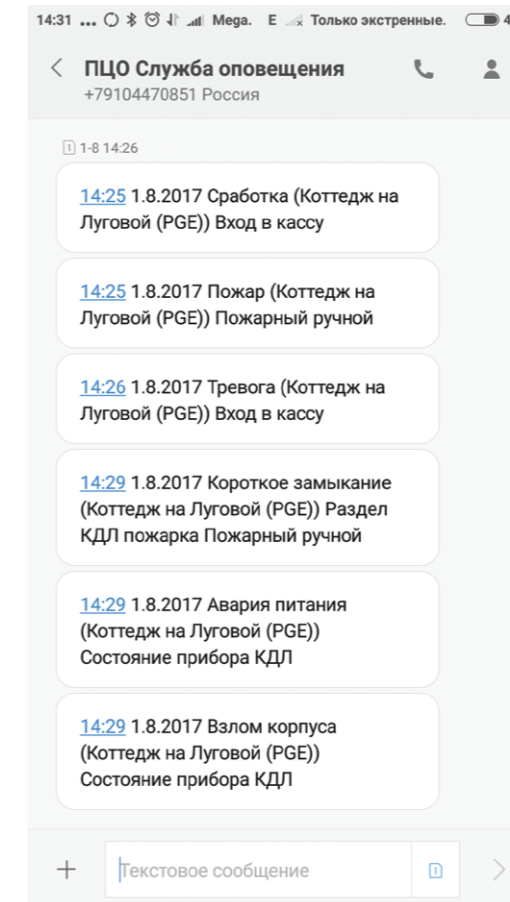 14:31 ... Mega. E Только экстренные. 4
ПЦО Служба оповещения
+79104470851 Россия
1 1-8 14:26
14:25 1.8.2017 Сработка (Коттедж на
Луговой (PGE)) Вход в кассу
14:25 1.8.2017 Пожар (Коттедж на
Луговой (PGE)) Пожарный ручной
14:26 1.8.2017 Тревога (Коттедж на
Луговой (PGE)) Вход в кассу
14:29 1.8.2017 Короткое замыкание
(Коттедж на Луговой (PGE)) Раздел
КДЛ пожарка Пожарный ручной
14:29 1.8.2017 Авария питания
(Коттедж на Луговой (PGE))
Состояние прибора КДЛ
14:29 1.8.2017 Взлом корпуса
(Коттедж на Луговой (PGE))
Состояние прибора КДЛ
Текстовое сообщение 1